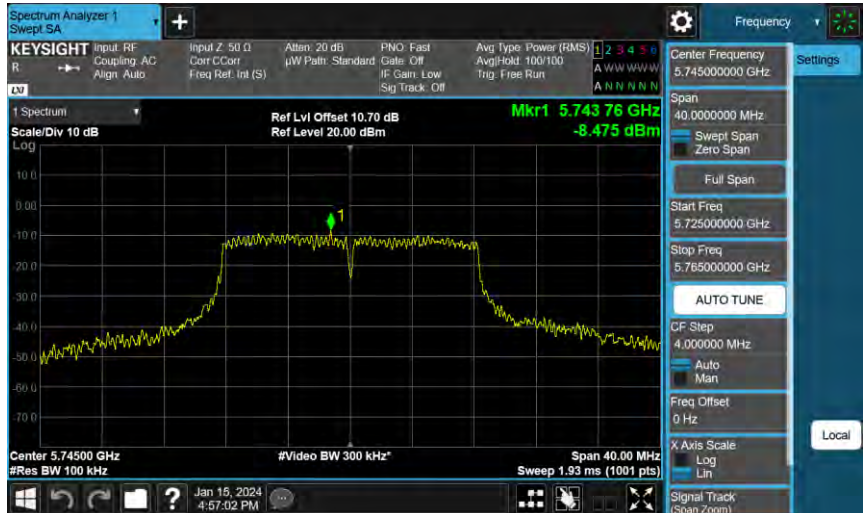 Spectrum Analyzer 1
Swept SA
+
Frequency
KEYSIGHT
R
LXI
Input: RF
Coupling: AC
Align: Auto
Input Z: 50 Ω
Corr CCorr
Freq Ref: Int (S)
Atten: 20 dB
µW Path: Standard
PNO: Fast
Gate: Off
IF Gain: Low
Sig Track: Off
Avg Type: Power (RMS)
Avg|Hold: 100/100
Trig: Free Run
1 2 3 4 5 6
A W W W W W
A N N N N N
1 Spectrum
Scale/Div 10 dB
Log
Ref Lvl Offset 10.70 dB
Ref Level 20.00 dBm
Mkr1 5.743 76 GHz
-8.475 dBm
10.0
0.00
-10.0
-20.0
-30.0
-40.0
-50.0
-60.0
-70.0
1
Center 5.74500 GHz
#Res BW 100 kHz
#Video BW 300 kHz*
Span 40.00 MHz
Sweep 1.93 ms (1001 pts)
?
Jan 15, 2024
4:57:02 PM
Center Frequency
5.745000000 GHz
Span
40.0000000 MHz
Swept Span
Zero Span
Full Span
Start Freq
5.725000000 GHz
Stop Freq
5.765000000 GHz
AUTO TUNE
CF Step
4.000000 MHz
Auto
Man
Freq Offset
0 Hz
X Axis Scale
Log
Lin
Signal Track
(Span Zoom)
Settings
Local